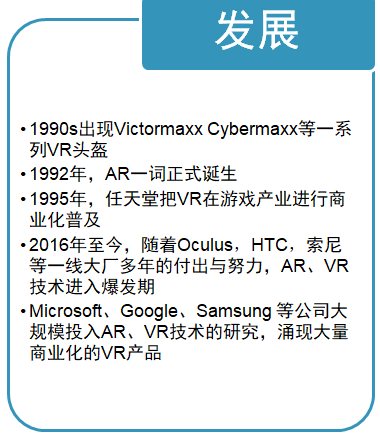 发展
•1990s出现Victormaxx Cybermaxx等一系
列VR头盔
•1992年，AR一词正式诞生
•1995年，任天堂把VR在游戏产业进行商
业化普及
•2016年至今，随着Oculus，HTC，索尼
等一线大厂多年的付出与努力，AR、VR
技术进入爆发期
•Microsoft、Google、Samsung 等公司大
规模投入AR、VR技术的研究，涌现大量
商业化的VR产品